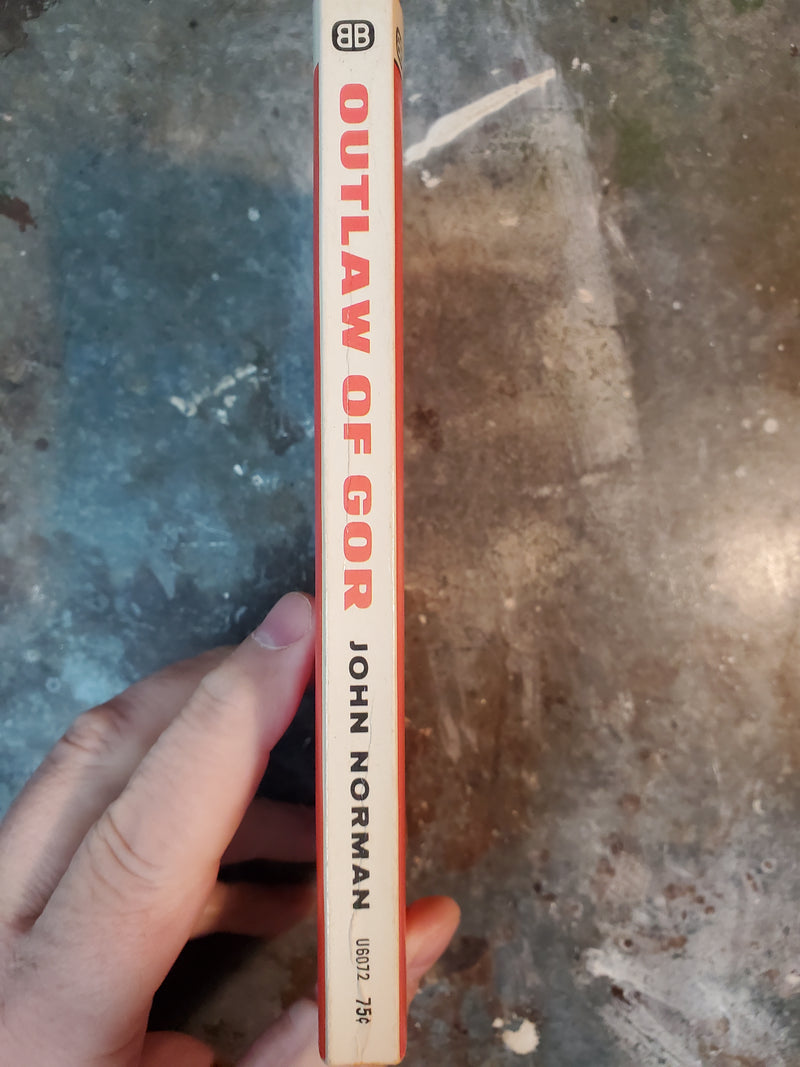 BB
OUTLAW OF GOR
JOHN NORMAN
U6072
75¢